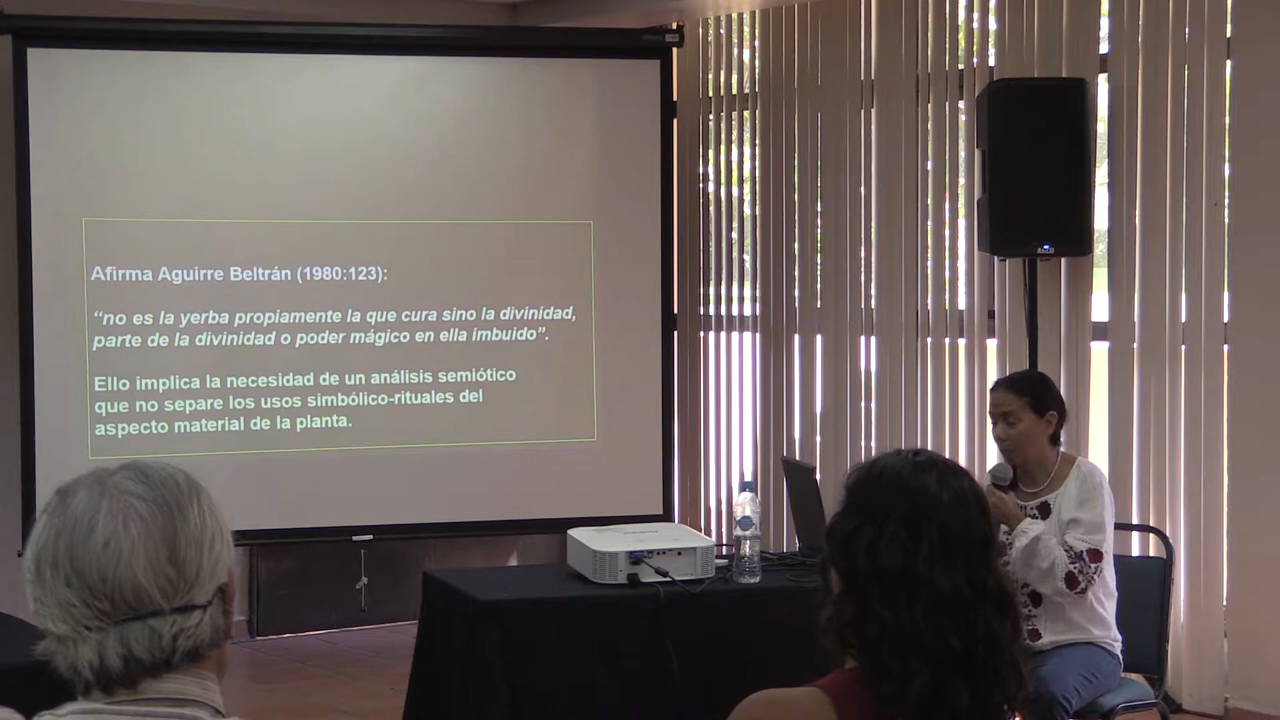 Afirma Aguirre Beltrán (1980:123):
“no es la yerba propiamente la que cura sino la divinidad,
parte de la divinidad o poder mágico en ella imbuido”.
Ello implica la necesidad de un análisis semiótico
que no separe los usos simbólico-rituales del
aspecto material de la planta.